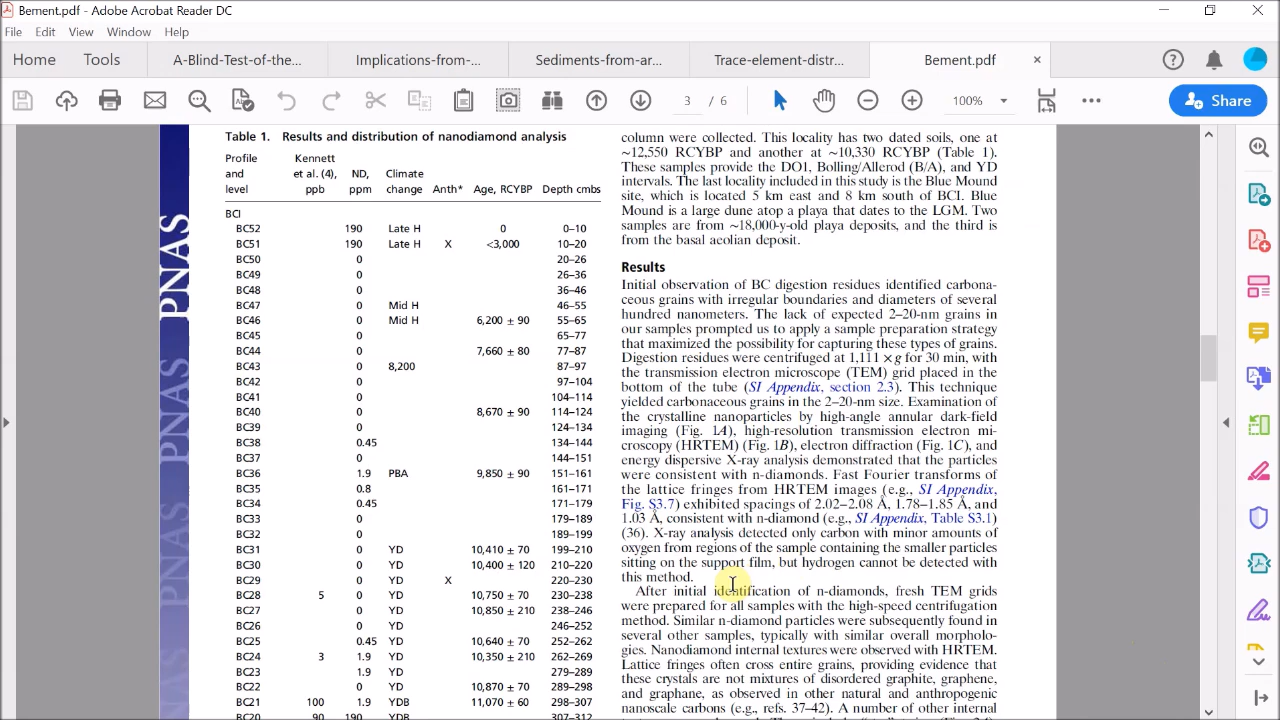 Bement.pdf - Adobe Acrobat Reader DC
File Edit View Window Help
Home Tools A-Blind-Test-of-the... Implications-from-... Sediments-from-ar... Trace-element-distr... Bement.pdf ×
3 / 6 100% Share
PNAS
PNAS
Table 1. Results and distribution of nanodiamond analysis
Profile Kennett
and et al. (4), ND, Climate
level ppb ppm change Anth* Age, RCYBP Depth cmbs
BCI
BC52 190 Late H 0 0–10
BC51 190 Late H X <3,000 10–20
BC50 0 20–26
BC49 0 26–36
BC48 0 36–46
BC47 0 Mid H 46–55
BC46 0 Mid H 6,200 ± 90 55–65
BC45 0 65–77
BC44 0 7,660 ± 80 77–87
BC43 0 8,200 87–97
BC42 0 97–104
BC41 0 104–114
BC40 0 8,670 ± 90 114–124
BC39 0 124–134
BC38 0.45 134–144
BC37 0 144–151
BC36 1.9 PBA 9,850 ± 90 151–161
BC35 0.8 161–171
BC34 0.45 171–179
BC33 0 179–189
BC32 0 189–199
BC31 0 YD 10,410 ± 70 199–210
BC30 0 YD 10,400 ± 120 210–220
BC29 0 YD X 220–230
BC28 5 0 YD 10,750 ± 70 230–238
BC27 0 YD 10,850 ± 210 238–246
BC26 0 YD 246–252
BC25 0.45 YD 10,640 ± 70 252–262
BC24 3 1.9 YD 10,350 ± 210 262–269
BC23 1.9 YD 279–289
BC22 0 YD 10,870 ± 70 289–298
BC21 100 1.9 YDB 11,070 ± 60 298–307
BC20 90 190 YDB 307–312
column were collected. This locality has two dated soils, one at
∼12,550 RCYBP and another at ∼10,330 RCYBP (Table 1).
These samples provide the DO1, Bolling/Allerod (B/A), and YD
intervals. The last locality included in this study is the Blue Mound
site, which is located 5 km east and 8 km south of BCI. Blue
Mound is a large dune atop a playa that dates to the LGM. Two
samples are from ∼18,000-y-old playa deposits, and the third is
from the basal aeolian deposit.
Results
Initial observation of BC digestion residues identified carbona-
ceous grains with irregular boundaries and diameters of several
hundred nanometers. The lack of expected 2–20-nm grains in
our samples prompted us to apply a sample preparation strategy
that maximized the possibility for capturing these types of grains.
Digestion residues were centrifuged at 1,111 × g for 30 min, with
the transmission electron microscope (TEM) grid placed in the
bottom of the tube (SI Appendix, section 2.3). This technique
yielded carbonaceous grains in the 2–20-nm size. Examination of
the crystalline nanoparticles by high-angle annular dark-field
imaging (Fig. 1A), high-resolution transmission electron mi-
croscopy (HRTEM) (Fig. 1B), electron diffraction (Fig. 1C), and
energy dispersive X-ray analysis demonstrated that the particles
were consistent with n-diamonds. Fast Fourier transforms of
the lattice fringes from HRTEM images (e.g., SI Appendix,
Fig. S3.7) exhibited spacings of 2.02–2.08 Å, 1.78–1.85 Å, and
1.03 Å, consistent with n-diamond (e.g., SI Appendix, Table S3.1)
(36). X-ray analysis detected only carbon with minor amounts of
oxygen from regions of the sample containing the smaller particles
sitting on the support film, but hydrogen cannot be detected with
this method.
After initial identification of n-diamonds, fresh TEM grids
were prepared for all samples with the high-speed centrifugation
method. Similar n-diamond particles were subsequently found in
several other samples, typically with similar overall morpholo-
gies. Nanodiamond internal textures were observed with HRTEM.
Lattice fringes often cross entire grains, providing evidence that
these crystals are not mixtures of disordered graphite, graphene,
and graphane, as observed in other natural and anthropogenic
nanoscale carbons (e.g., refs. 37–42). A number of other internal